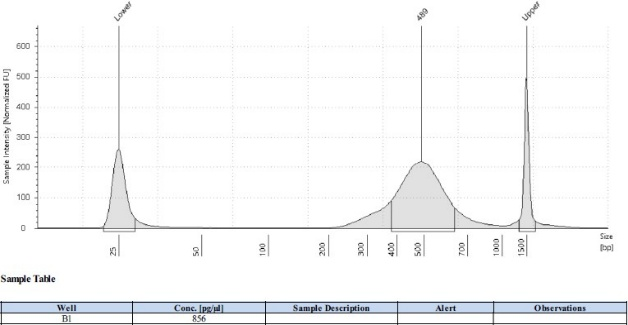 Lower
489
Upper
Sample Intensity [Normalized FU]
600
500
400
300
200
100
0
25
50
100
200
300
400
500
700
1000
1500
Size
[bp]
Sample Table
Well Conc. [pg/µl] Sample Description Alert Observations
B1 856